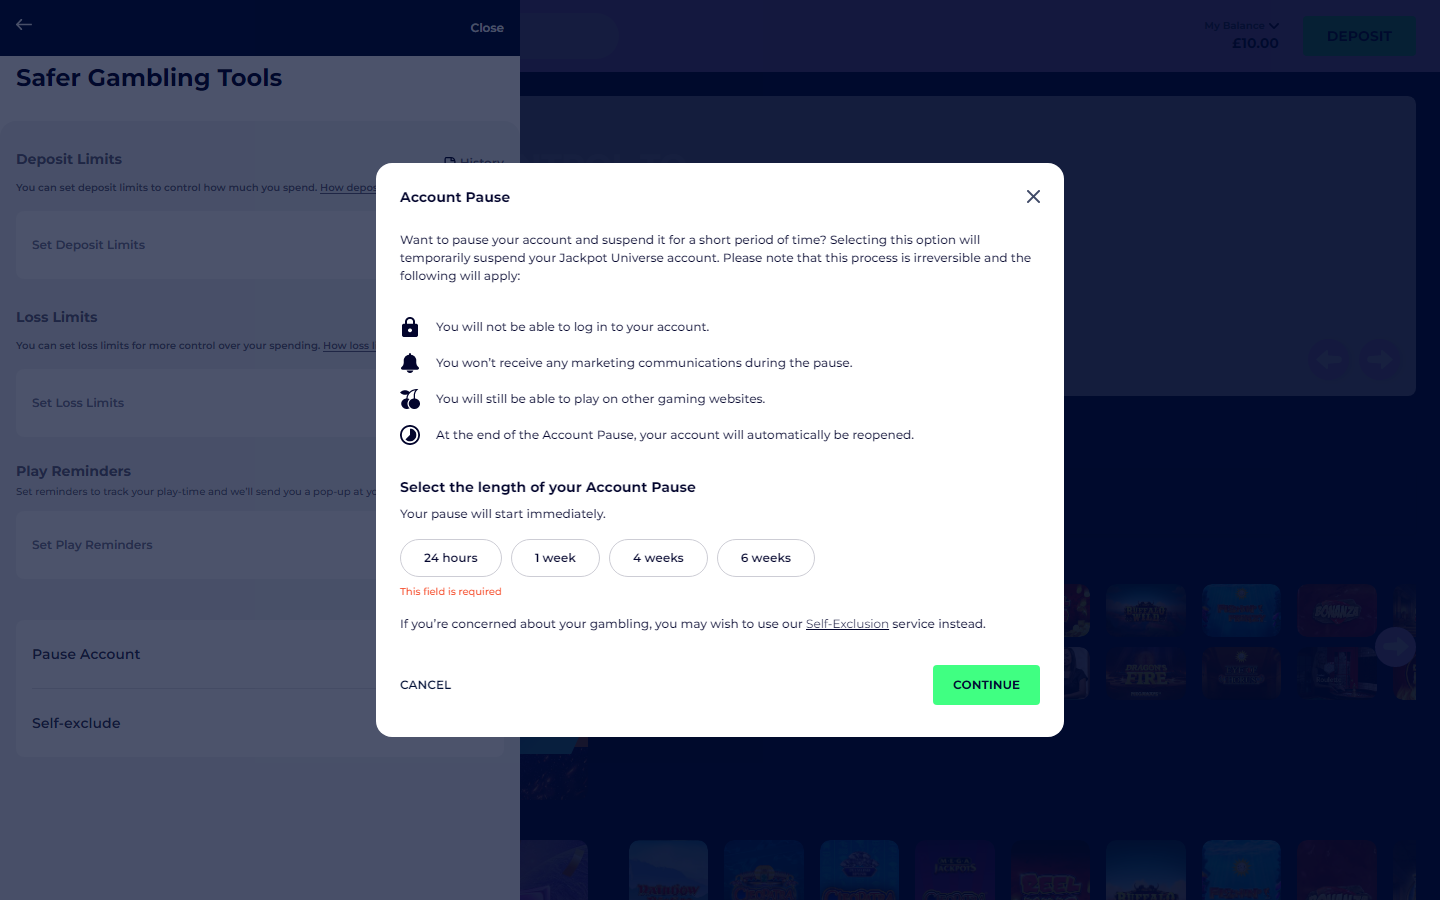 Close
My Balance
£10.00
DEPOSIT
Safer Gambling Tools
Deposit Limits
History
You can set deposit limits to control how much you spend. How depos
Set Deposit Limits
Loss Limits
You can set loss limits for more control over your spending. How loss l
Set Loss Limits
Play Reminders
Set reminders to track your play-time and we'll send you a pop-up at yo
Set Play Reminders
Pause Account
Self-exclude
Account Pause
Want to pause your account and suspend it for a short period of time? Selecting this option will
temporarily suspend your Jackpot Universe account. Please note that this process is irreversible and the
following will apply:
You will not be able to log in to your account.
You won't receive any marketing communications during the pause.
You will still be able to play on other gaming websites.
At the end of the Account Pause, your account will automatically be reopened.
Select the length of your Account Pause
Your pause will start immediately.
24 hours
1 week
4 weeks
6 weeks
This field is required
If you're concerned about your gambling, you may wish to use our Self-Exclusion service instead.
CANCEL
CONTINUE
BONANZA
DRAGON'S
FIRE
REEL